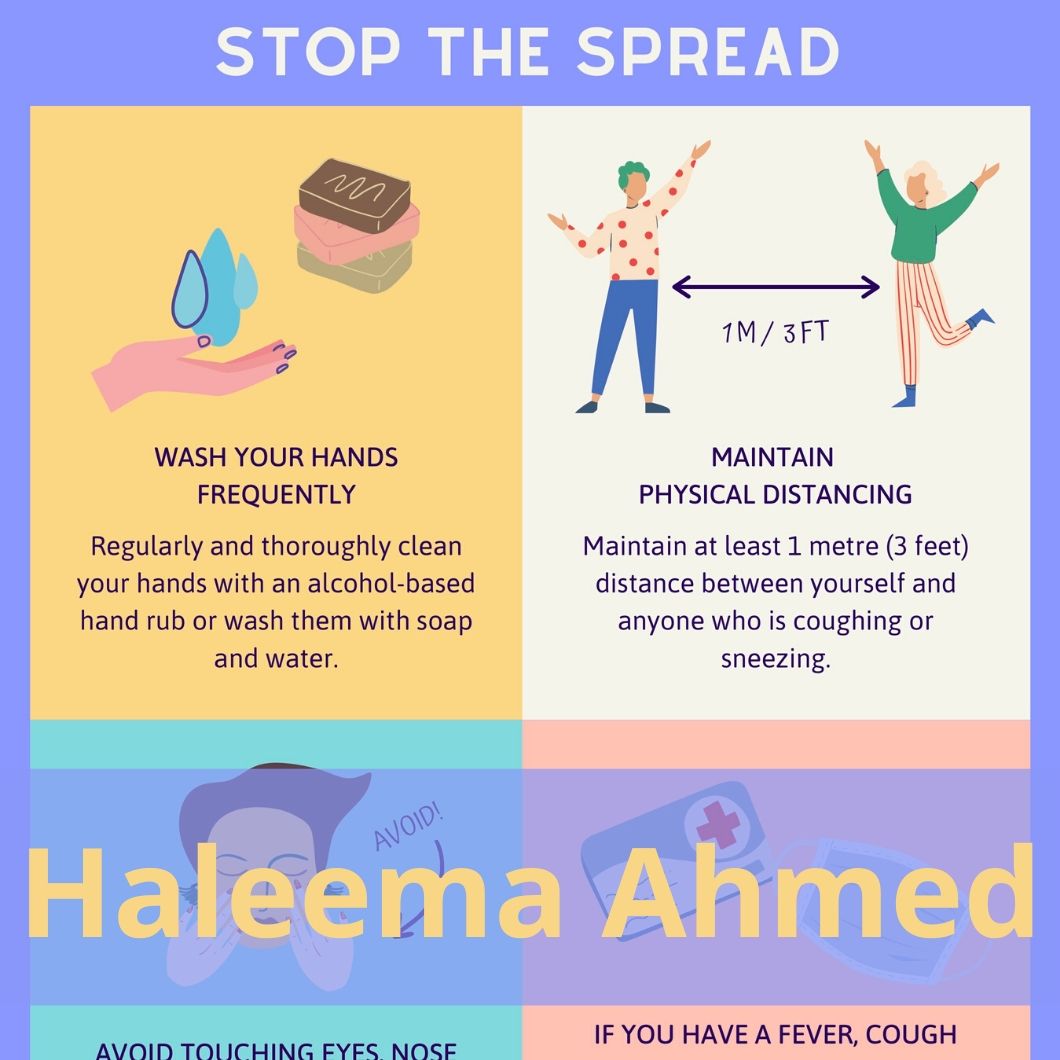 STOP THE SPREAD
1M/ 3FT
WASH YOUR HANDS
FREQUENTLY
Regularly and thoroughly clean
your hands with an alcohol-based
hand rub or wash them with soap
and water.
MAINTAIN
PHYSICAL DISTANCING
Maintain at least 1 metre (3 feet)
distance between yourself and
anyone who is coughing or
sneezing.
AVOID!
Haleema Ahmed
AVOID TOUCHING EYES, NOSE
IF YOU HAVE A FEVER, COUGH